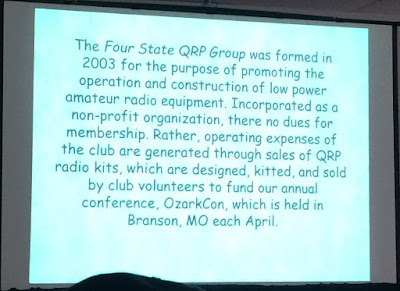 The Four State QRP Group was formed in
2003 for the purpose of promoting the
operation and construction of low power
amateur radio equipment. Incorporated as a
non-profit organization, there no dues for
membership. Rather, operating expenses of
the club are generated through sales of QRP
radio kits, which are designed, kitted, and sold
by club volunteers to fund our annual
conference, OzarkCon, which is held in
Branson, MO each April.